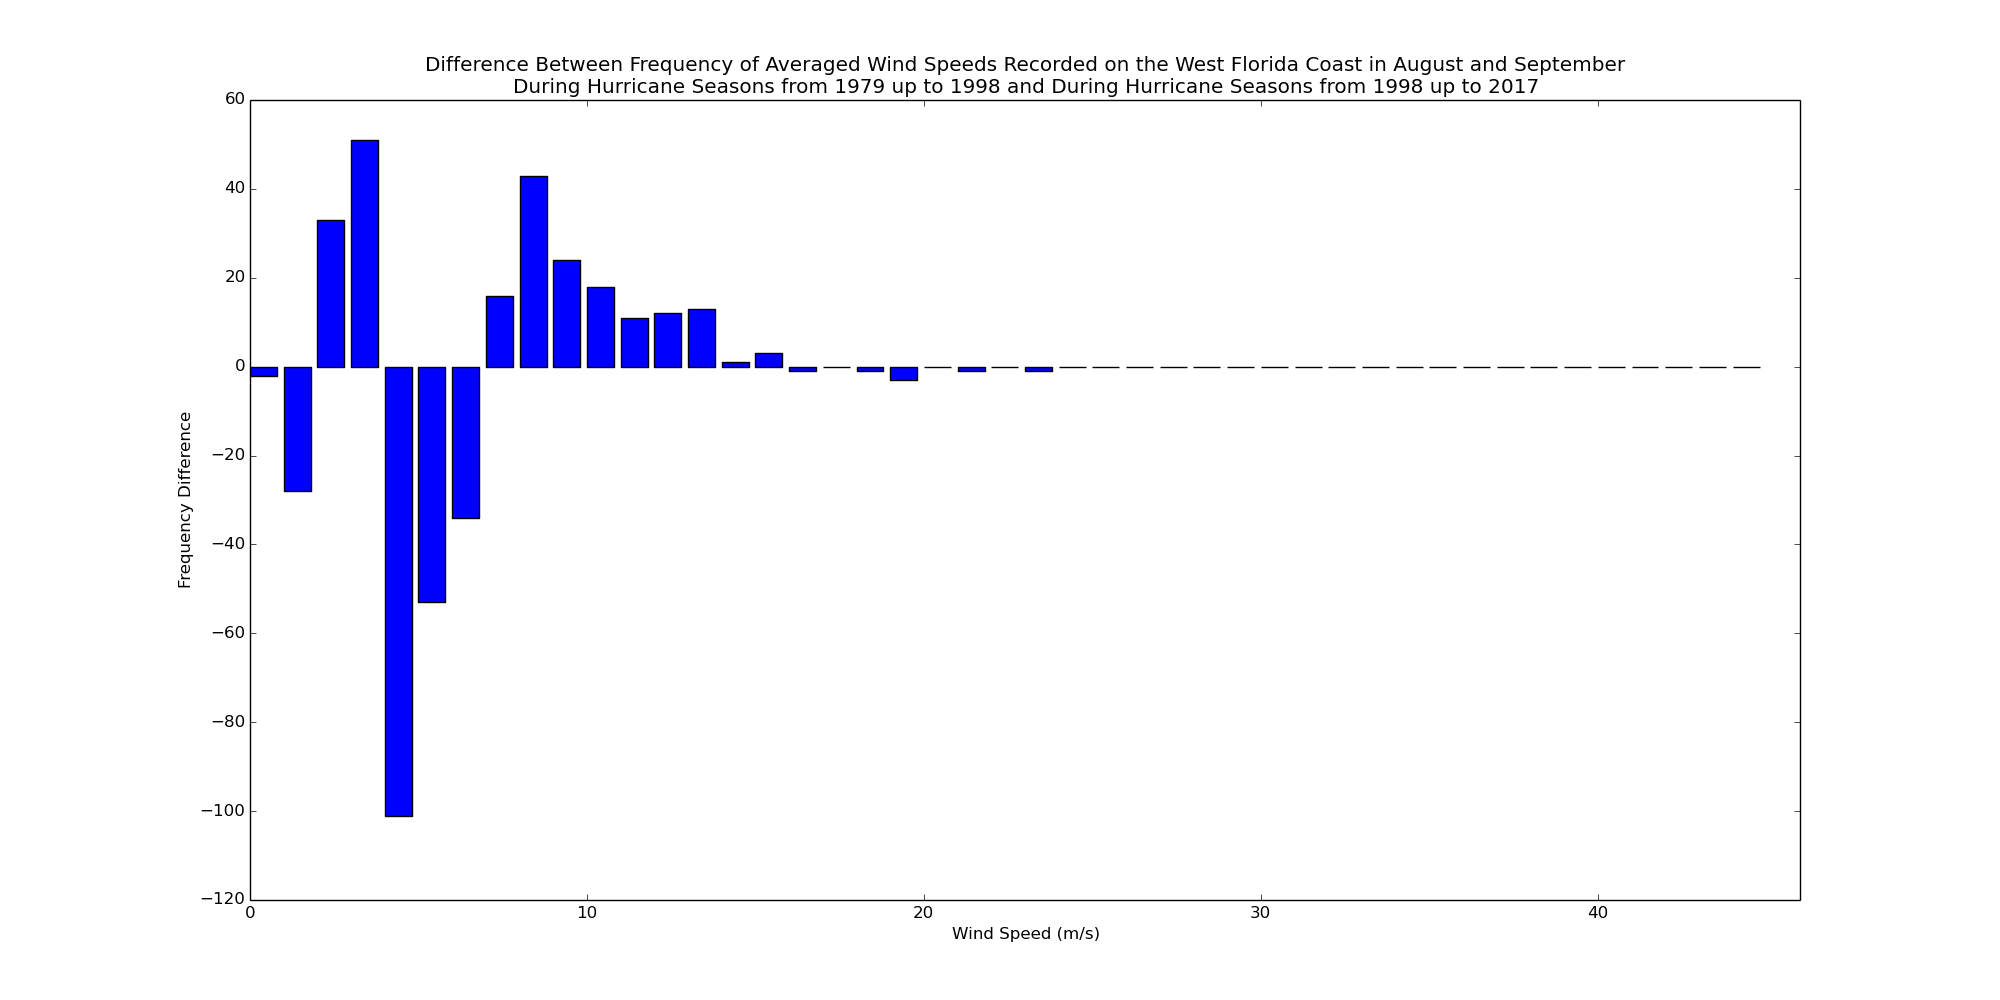 Difference Between Frequency of Averaged Wind Speeds Recorded on the West Florida Coast in August and September
During Hurricane Seasons from 1979 up to 1998 and During Hurricane Seasons from 1998 up to 2017
60
40
20
0
−20
−40
−60
−80
−100
−120
Frequency Difference
0 10 20 30 40
Wind Speed (m/s)